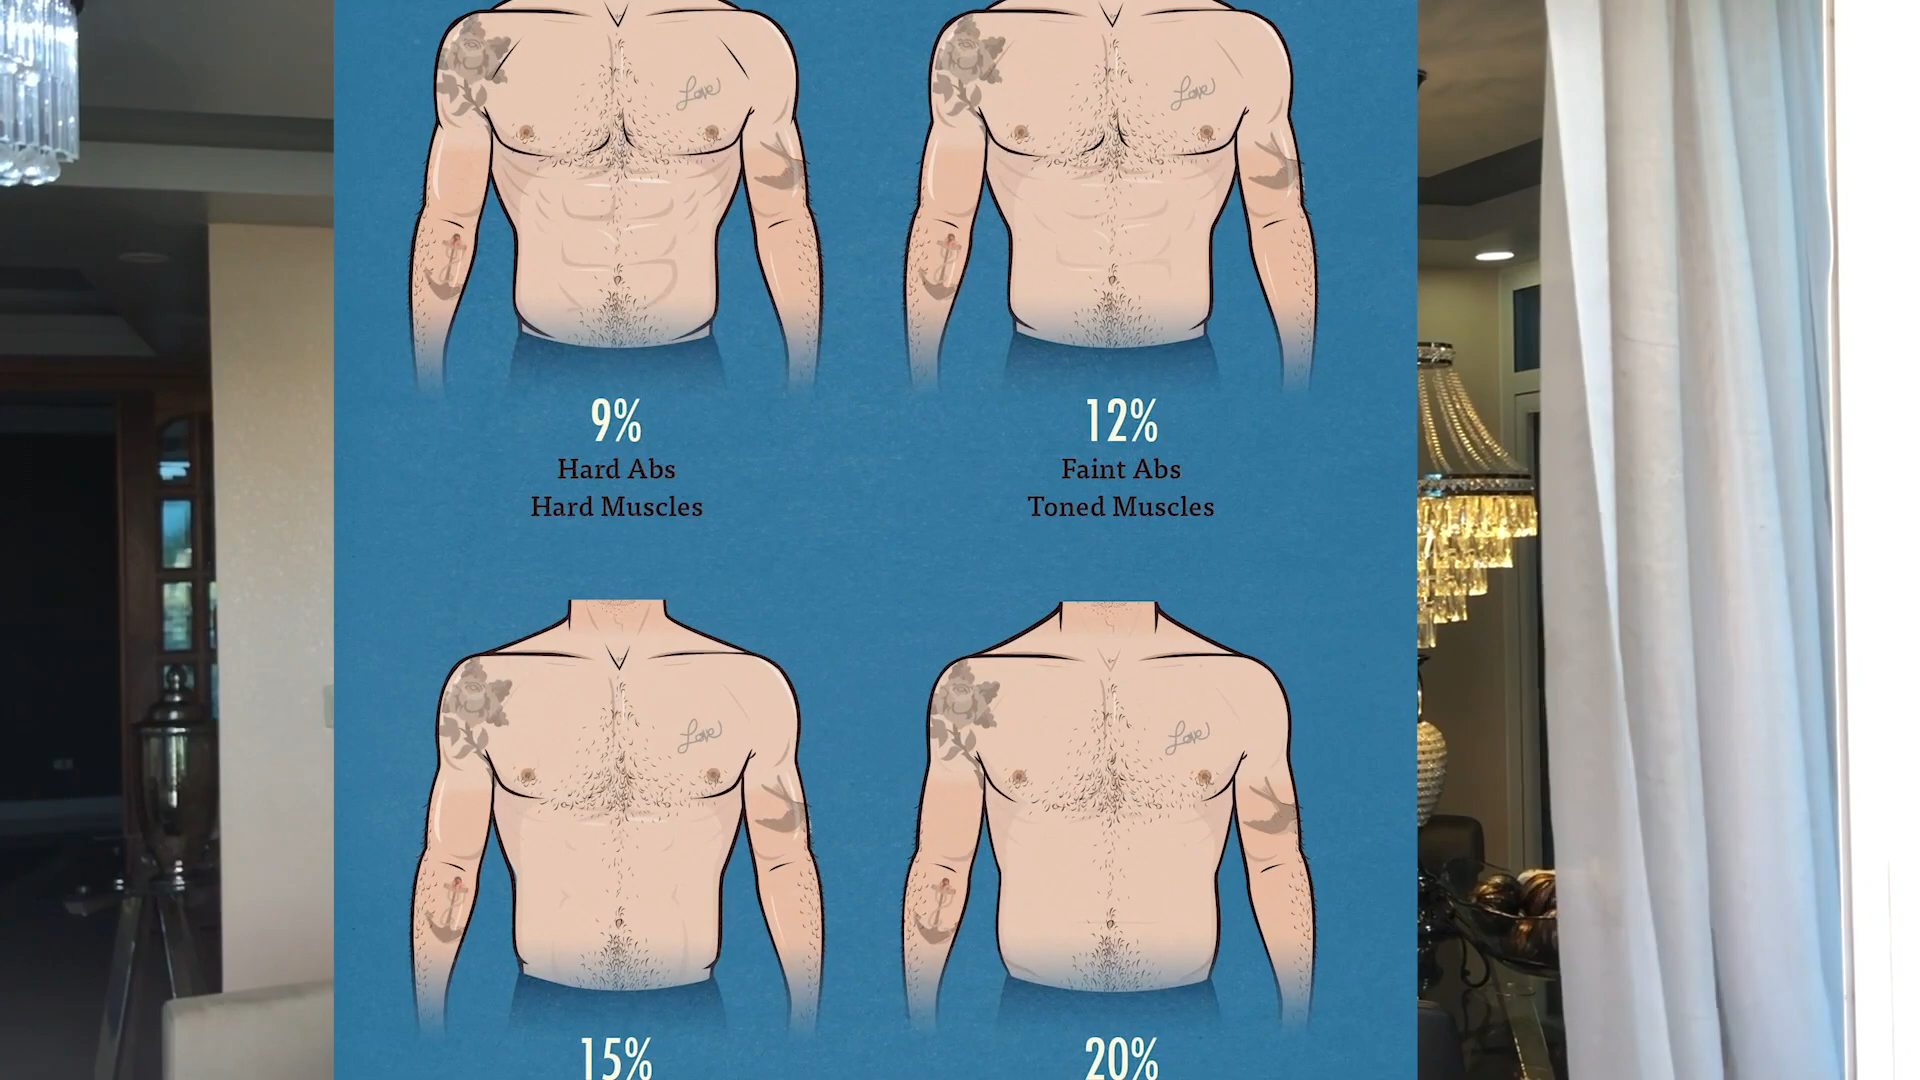 Love
Love
9%
12%
Hard Abs
Faint Abs
Hard Muscles
Toned Muscles
Love
Love
15%
20%